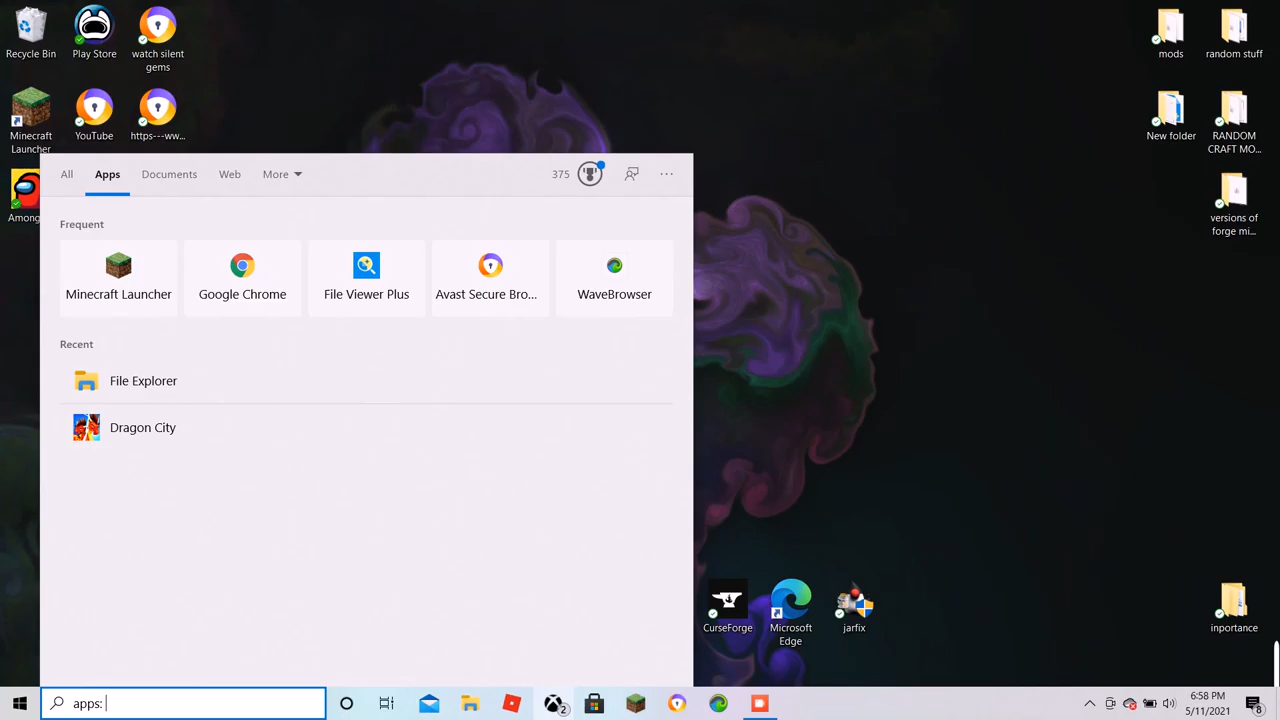 Recycle Bin
Play Store
watch silent
gems
Minecraft
Launcher
YouTube
https---ww...
Among
mods
random stuff
New folder
RANDOM
CRAFT MO...
versions of
forge mi...
All
Apps
Documents
Web
More
375
Frequent
Minecraft Launcher
Google Chrome
File Viewer Plus
Avast Secure Bro...
WaveBrowser
Recent
File Explorer
Dragon City
CurseForge
Microsoft
Edge
jarfix
inportance
apps:
2
6:58 PM
5/11/2021
8